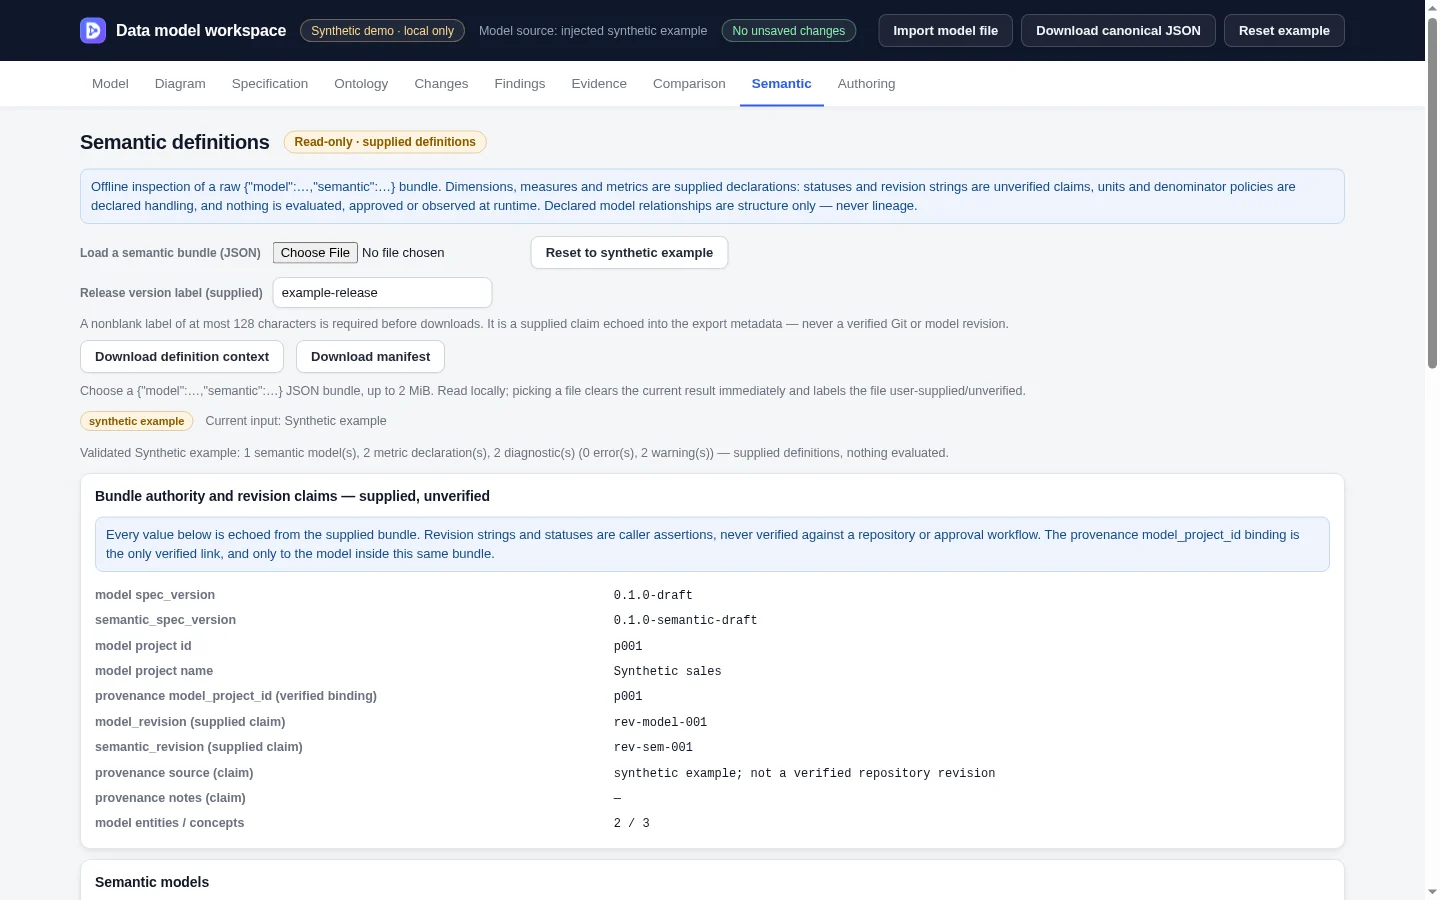 Data model workspace
Synthetic demo · local only
Model source: injected synthetic example
No unsaved changes
Import model file
Download canonical JSON
Reset example
Model
Diagram
Specification
Ontology
Changes
Findings
Evidence
Comparison
Semantic
Authoring
Semantic definitions
Read-only · supplied definitions
Offline inspection of a raw {"model":…,"semantic":…} bundle. Dimensions, measures and metrics are supplied declarations: statuses and revision strings are unverified claims, units and denominator policies are
declared handling, and nothing is evaluated, approved or observed at runtime. Declared model relationships are structure only — never lineage.
Load a semantic bundle (JSON)
Choose File No file chosen
Reset to synthetic example
Release version label (supplied)
example-release
A nonblank label of at most 128 characters is required before downloads. It is a supplied claim echoed into the export metadata — never a verified Git or model revision.
Download definition context
Download manifest
Choose a {"model":…,"semantic":…} JSON bundle, up to 2 MiB. Read locally; picking a file clears the current result immediately and labels the file user-supplied/unverified.
synthetic example
Current input: Synthetic example
Validated Synthetic example: 1 semantic model(s), 2 metric declaration(s), 2 diagnostic(s) (0 error(s), 2 warning(s)) — supplied definitions, nothing evaluated.
Bundle authority and revision claims — supplied, unverified
Every value below is echoed from the supplied bundle. Revision strings and statuses are caller assertions, never verified against a repository or approval workflow. The provenance model_project_id binding is
the only verified link, and only to the model inside this same bundle.
model spec_version 0.1.0-draft
semantic_spec_version 0.1.0-semantic-draft
model project id p001
model project name Synthetic sales
provenance model_project_id (verified binding) p001
model_revision (supplied claim) rev-model-001
semantic_revision (supplied claim) rev-sem-001
provenance source (claim) synthetic example; not a verified repository revision
provenance notes (claim) —
model entities / concepts 2 / 3
Semantic models